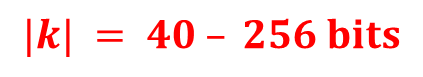 |k| = 40 – 256 bits